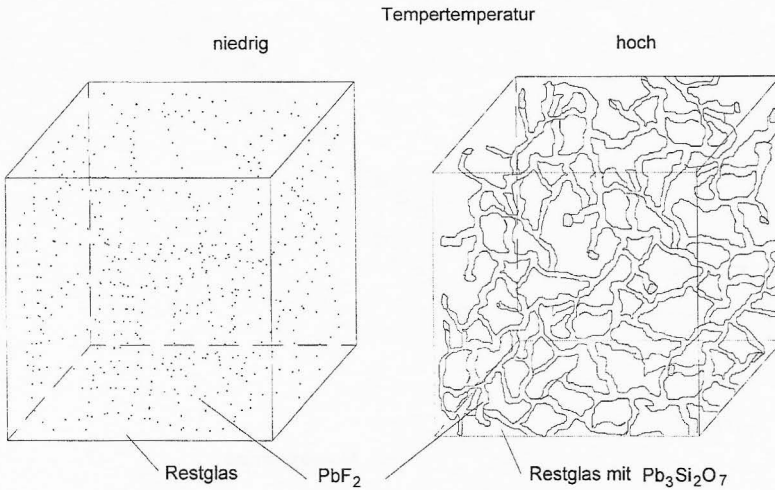 Tempertemperatur
niedrig hoch
Restglas PbF₂ Restglas mit Pb₃Si₂O₇